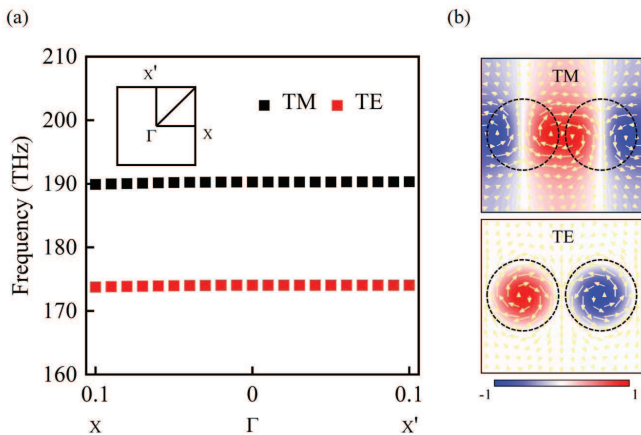 (a)
(b)
210
200
190
180
170
160
Frequency (THz)
X'
Γ
X
TM
TE
0.1
0
0.1
X
Γ
X'
TM
TE
-1
1